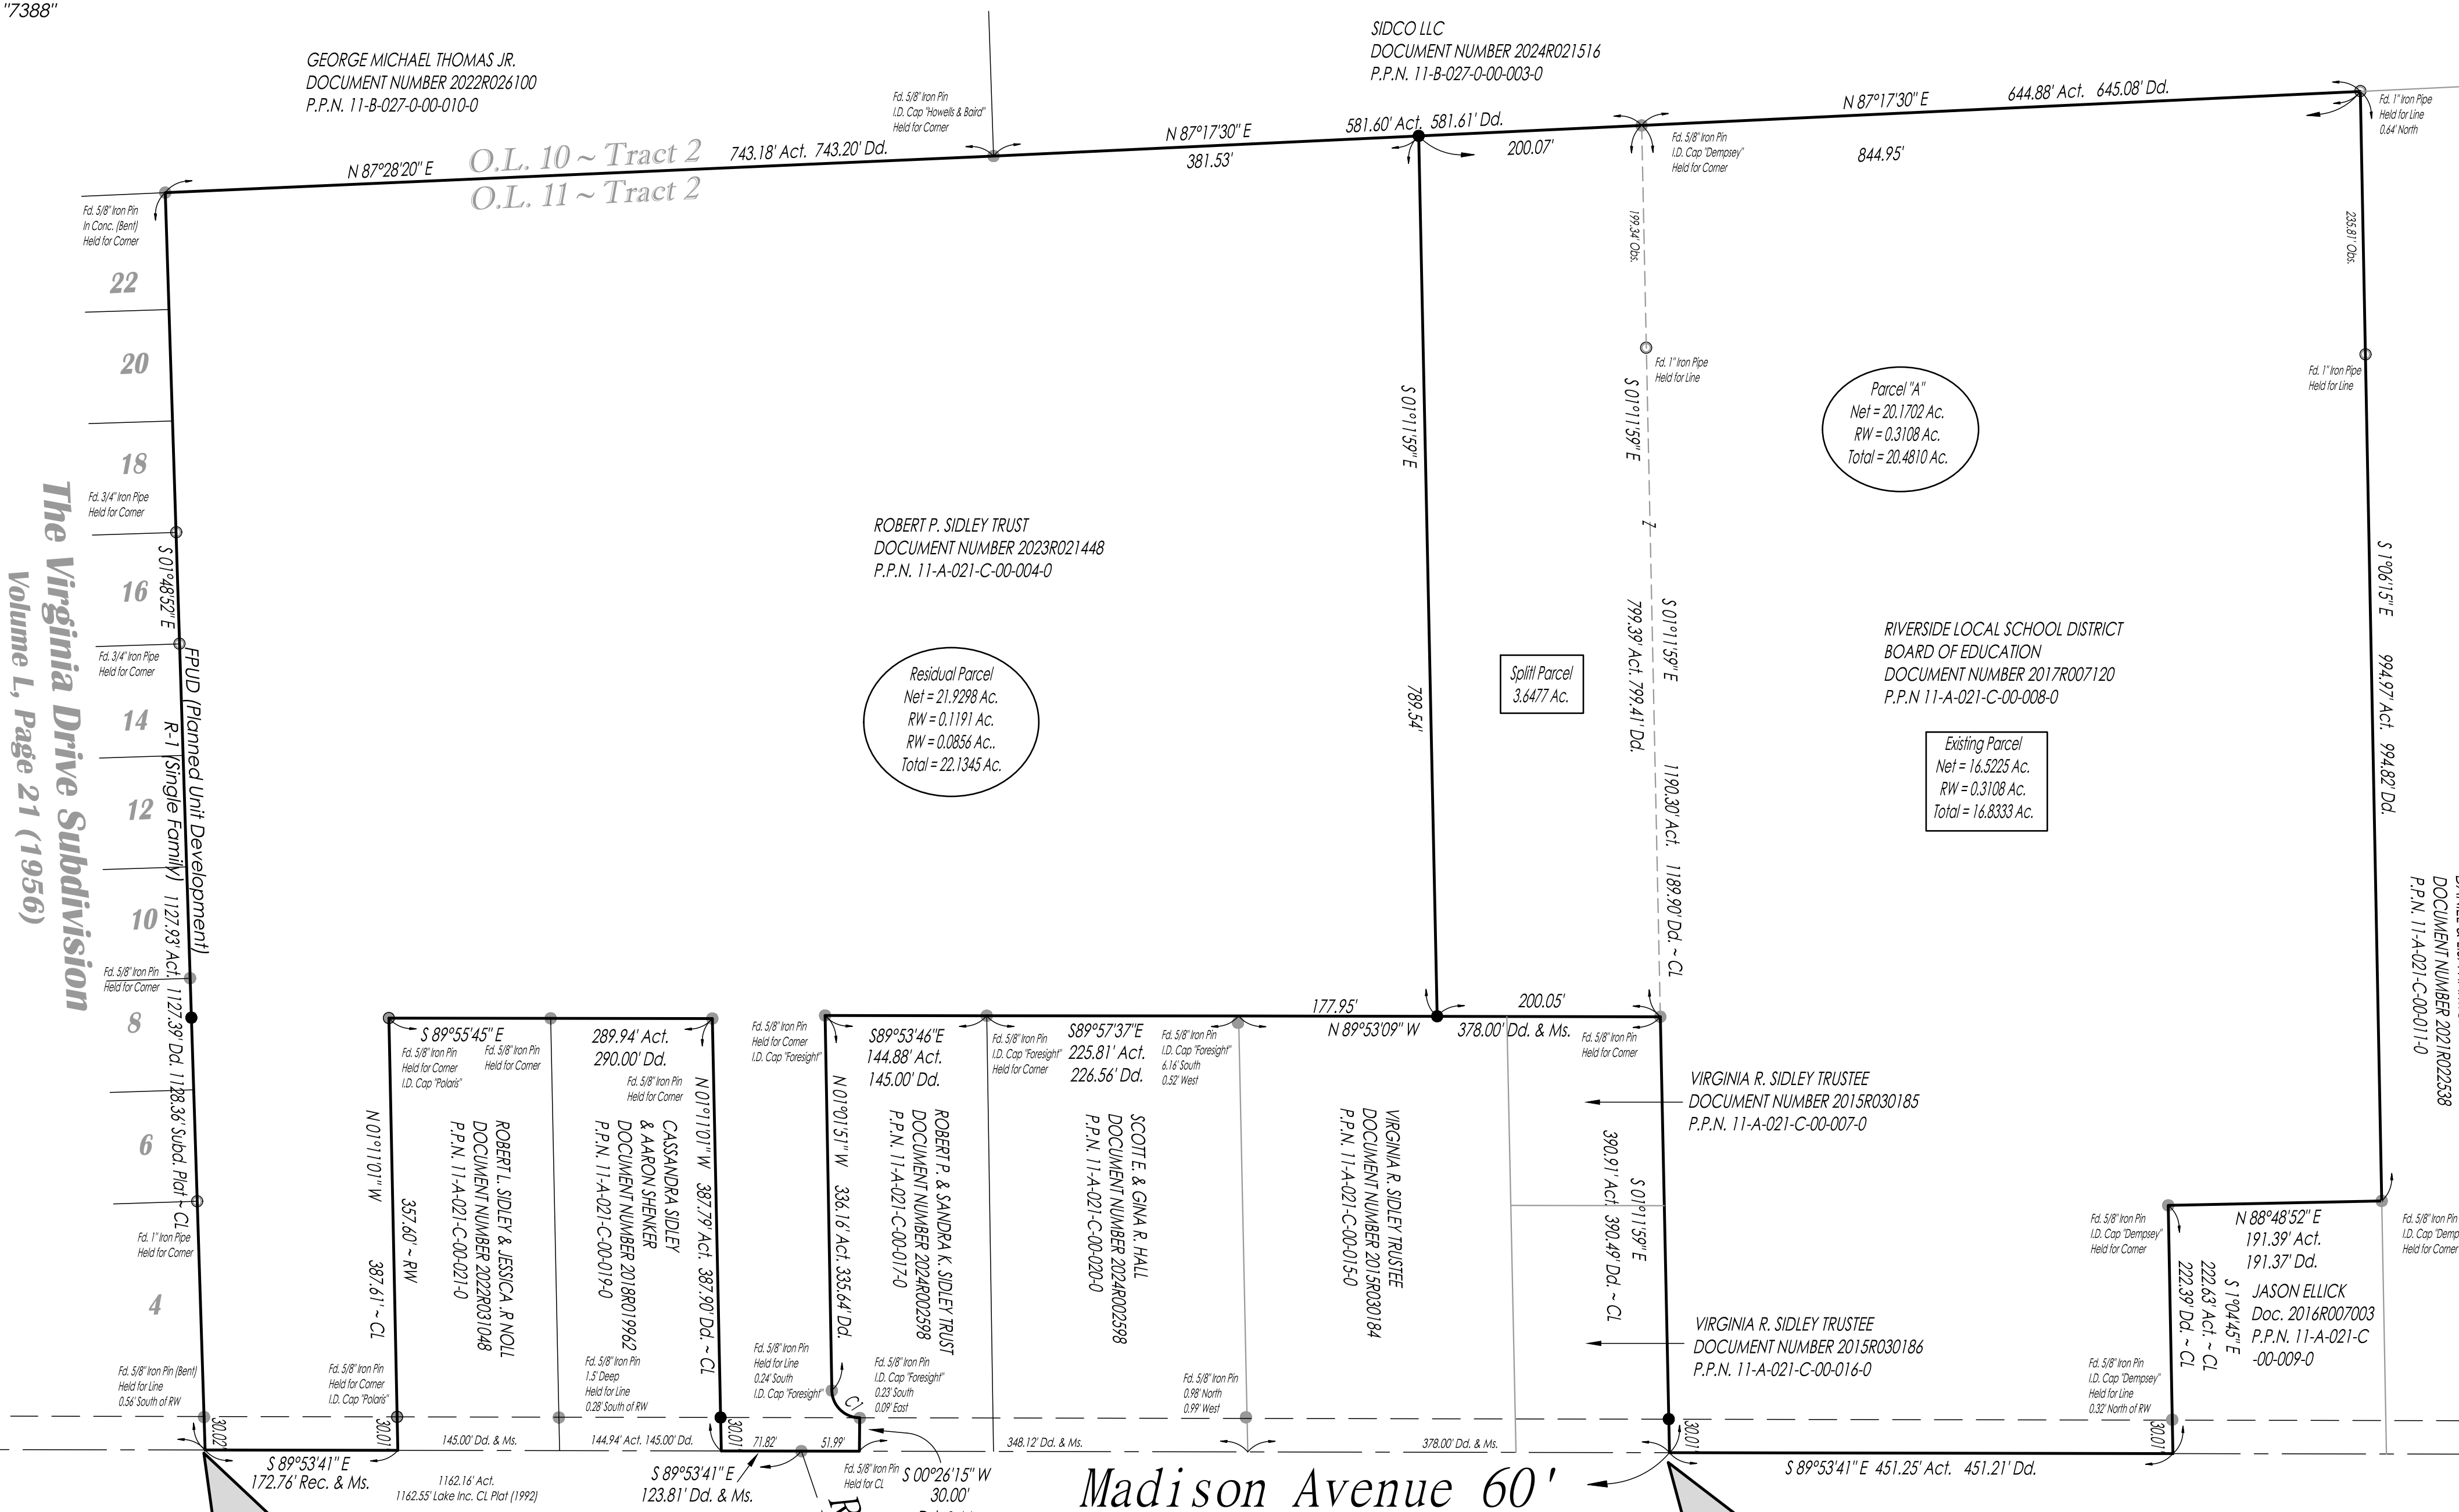 "7388"
GEORGE MICHAEL THOMAS JR.
DOCUMENT NUMBER 2022R026100
P.P.N. 11-B-027-0-00-010-0
SIDCO LLC
DOCUMENT NUMBER 2024R021516
P.P.N. 11-B-027-0-00-003-0
Fd. 5/8" Iron Pin
I.D. Cap "Howells & Baird"
Held for Corner
N 87°28'20" E
O.L. 10 ~ Tract 2
O.L. 11 ~ Tract 2
743.18' Act. 743.20' Dd.
N 87°17'30" E
381.53'
581.60' Act. 581.61' Dd.
200.07'
Fd. 5/8" Iron Pin
I.D. Cap "Dempsey"
Held for Corner
N 87°17'30" E
644.88' Act. 645.08' Dd.
844.95'
Fd. 1" Iron Pipe
Held for Line
0.64' North
Fd. 5/8" Iron Pin
In Conc. (Bent)
Held for Corner
22
20
18
Fd. 3/4" Iron Pipe
Held for Corner
16
Fd. 3/4" Iron Pipe
Held for Corner
14
12
10
Fd. 5/8" Iron Pin
Held for Corner
8
6
Fd. 1" Iron Pipe
Held for Corner
4
Fd. 5/8" Iron Pin (Bent)
Held for Line
0.56' South of RW
The Virginia Drive Subdivision
Volume L, Page 21 (1956)
S 01°48'52" E
FPUD (Planned Unit Development)
R-1 (Single Family)
1127.93' Act. 1127.39' Dd. 1128.36' Subd. Plat ~ CL
ROBERT P. SIDLEY TRUST
DOCUMENT NUMBER 2023R021448
P.P.N. 11-A-021-C-00-004-0
Residual Parcel
Net = 21.9298 Ac.
RW = 0.1191 Ac.
RW = 0.0856 Ac..
Total = 22.1345 Ac.
S 01°11'59" E
789.54'
Splitl Parcel
3.6477 Ac.
199.34' Obs.
Fd. 1" Iron Pipe
Held for Line
S 01°11'59" E
Z
799.39' Act. 799.41' Dd.
S 01°11'59" E
1190.30' Act. 1189.90' Dd. ~ CL
Parcel "A"
Net = 20.1702 Ac.
RW = 0.3108 Ac.
Total = 20.4810 Ac.
RIVERSIDE LOCAL SCHOOL DISTRICT
BOARD OF EDUCATION
DOCUMENT NUMBER 2017R007120
P.P.N 11-A-021-C-00-008-0
Existing Parcel
Net = 16.5225 Ac.
RW = 0.3108 Ac.
Total = 16.8333 Ac.
235.81' Obs.
Fd. 1" Iron Pipe
Held for Line
S 1°06'15" E
994.97' Act. 994.82' Dd.
DOCUMENT NUMBER 2021R022538
P.P.N. 11-A-021-C-00-011-0
S 89°55'45" E
289.94' Act.
290.00' Dd.
Fd. 5/8" Iron Pin
Held for Corner
I.D. Cap "Polaris"
Fd. 5/8" Iron Pin
Held for Corner
Fd. 5/8" Iron Pin
Held for Corner
N 01°11'01" W
387.61' ~ CL
357.60' ~ RW
ROBERT L. SIDLEY & JESSICA .R NOLL
DOCUMENT NUMBER 2022R031048
P.P.N. 11-A-021-C-00-021-0
CASSANDRA SIDLEY
& AARON SHENKER
DOCUMENT NUMBER 2018R019962
P.P.N. 11-A-021-C-00-019-0
N 01°11'01" W 387.79' Act. 387.90' Dd. ~ CL
Fd. 5/8" Iron Pin
Held for Corner
I.D. Cap "Foresight"
S89°53'46"E
144.88' Act.
145.00' Dd.
Fd. 5/8" Iron Pin
I.D. Cap "Foresight"
Held for Corner
S89°57'37"E
225.81' Act.
226.56' Dd.
Fd. 5/8" Iron Pin
I.D. Cap "Foresight"
6.16' South
0.52' West
177.95'
N 89°53'09" W
200.05'
378.00' Dd. & Ms.
Fd. 5/8" Iron Pin
Held for Corner
N 01°01'51" W 336.16' Act. 335.64' Dd.
ROBERT P. & SANDRA K. SIDLEY TRUST
DOCUMENT NUMBER 2024R002598
P.P.N. 11-A-021-C-00-017-0
SCOTT E. & GINA R. HALL
DOCUMENT NUMBER 2024R002598
P.P.N. 11-A-021-C-00-020-0
VIRGINIA R. SIDLEY TRUSTEE
DOCUMENT NUMBER 2015R030184
P.P.N. 11-A-021-C-00-015-0
VIRGINIA R. SIDLEY TRUSTEE
DOCUMENT NUMBER 2015R030185
P.P.N. 11-A-021-C-00-007-0
390.91' Act. 390.49' Dd. ~ CL
S 01°11'59" E
VIRGINIA R. SIDLEY TRUSTEE
DOCUMENT NUMBER 2015R030186
P.P.N. 11-A-021-C-00-016-0
Fd. 5/8" Iron Pin
I.D. Cap "Dempsey"
Held for Corner
N 88°48'52" E
191.39' Act.
191.37' Dd.
S 1°04'45" E
222.63' Act. ~ CL
222.39' Dd. ~ CL
JASON ELLICK
Doc. 2016R007003
P.P.N. 11-A-021-C
-00-009-0
Fd. 5/8" Iron Pin
Held for Corner
Fd. 5/8" Iron Pin
I.D. Cap "Dempsey"
Held for Line
0.32' North of RW
Fd. 5/8" Iron Pin
Held for Corner
I.D. Cap "Polaris"
Fd. 5/8" Iron Pin
1.5' Deep
Held for Line
0.28' South of RW
Fd. 5/8" Iron Pin
Held for Line
0.24' South
I.D. Cap "Foresight"
C1
Fd. 5/8" Iron Pin
I.D. Cap "Foresight"
0.23' South
0.09' East
Fd. 5/8" Iron Pin
0.98' North
0.99' West
30.02'
30.01
30.01'
30.01'
30.01'
145.00' Dd. & Ms.
144.94' Act. 145.00' Dd.
71.82'
51.99'
348.12' Dd. & Ms.
378.00' Dd. & Ms.
S 89°53'41" E
172.76' Rec. & Ms.
1162.16' Act.
1162.55' Lake Inc. CL Plat (1992)
S 89°53'41" E
123.81' Dd. & Ms.
Fd. 5/8" Iron Pin
Held for CL
S 00°26'15" W
30.00'
Madison Avenue 60'
S 89°53'41" E 451.25' Act. 451.21' Dd.